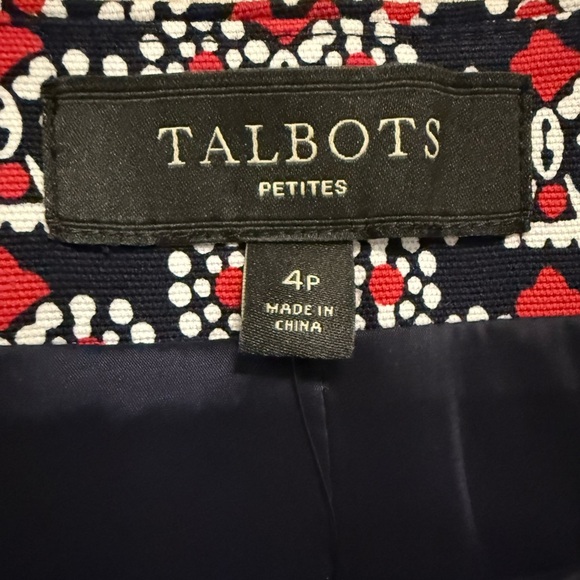 TALBOTS
PETITES
4P
MADE IN
CHINA